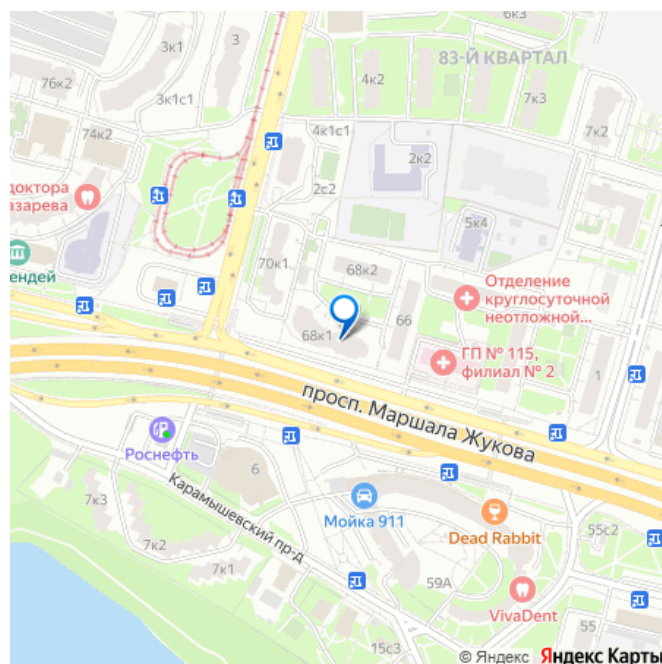 6к3
3к1
3
83-Й КВАРТАЛ
76к2
4к2
7к3
3к1с1
74к2
4к1с1
7к2
2к2
доктора
азарева
2с2
5к4
ендей
70к1
68к2
Отделение
круглосуточной
неотложной...
68к1
66
ГП № 115,
филиал № 2
1
просп. Маршала Жукова
Роснефть
6
Карамышевский пр-д
7к3
Мойка 911
Dead Rabbit
55с2
7к2
7к1
59А
VivaDent
55
15с3
© Яндекс Яндекс Карты